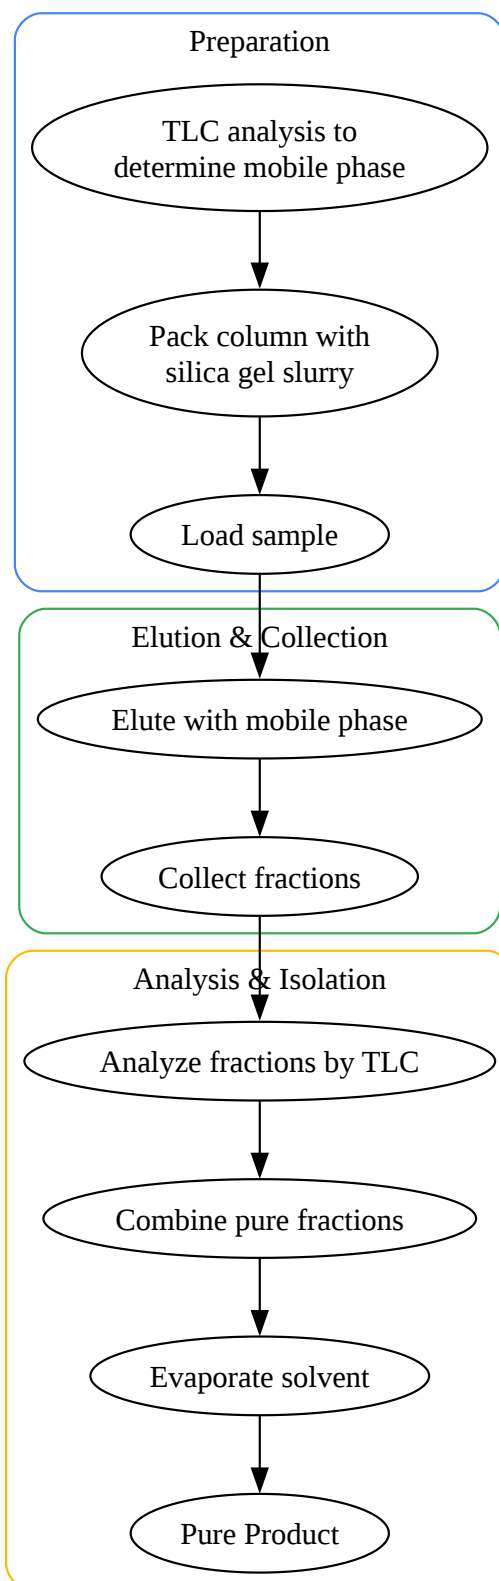 Preparation
TLC analysis to
determine mobile phase
Pack column with
silica gel slurry
Load sample
Elution & Collection
Elute with mobile phase
Collect fractions
Analysis & Isolation
Analyze fractions by TLC
Combine pure fractions
Evaporate solvent
Pure Product